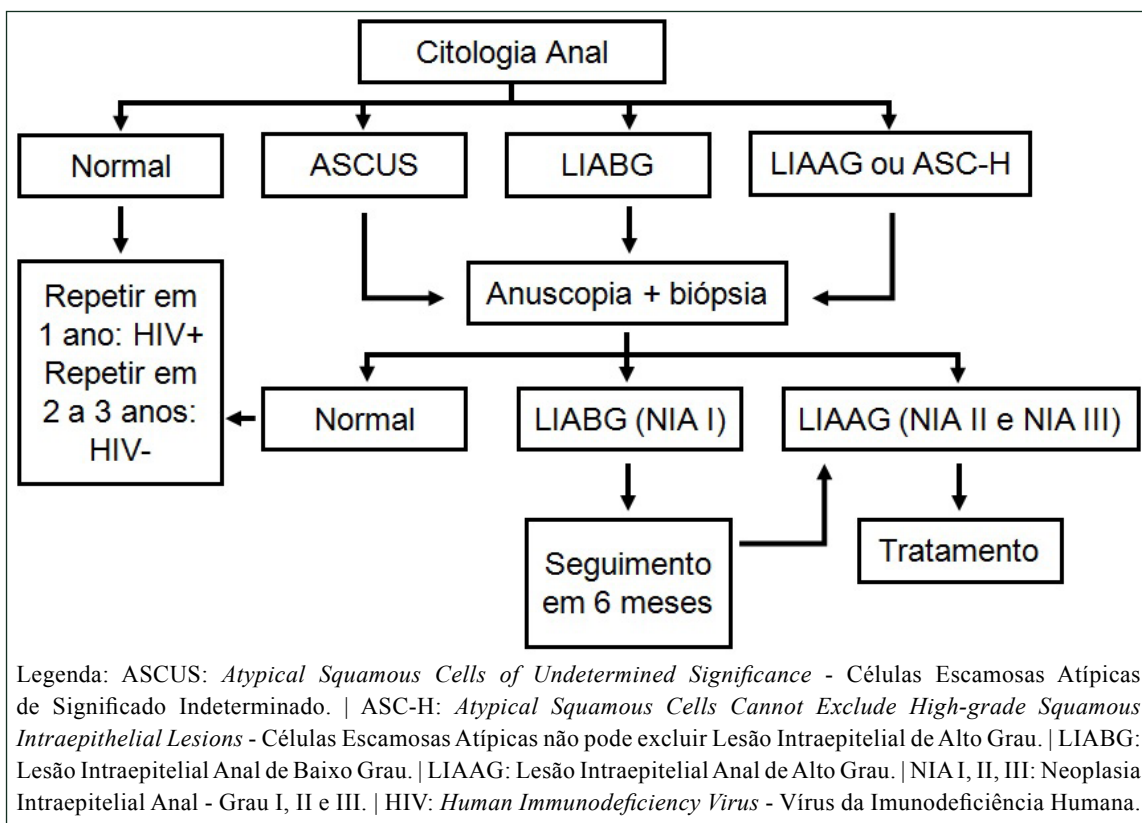 Citologia Anal
Normal
ASCUS
LIABG
LIAAG ou ASC-H
Repetir em
1 ano: HIV+
Repetir em
2 a 3 anos:
HIV-
Anuscopia + biópsia
Normal
LIABG (NIA I)
LIAAG (NIA II e NIA III)
Seguimento
em 6 meses
Tratamento
Legenda: ASCUS: Atypical Squamous Cells of Undetermined Significance - Células Escamosas Atípicas
de Significado Indeterminado. | ASC-H: Atypical Squamous Cells Cannot Exclude High-grade Squamous
Intraepithelial Lesions - Células Escamosas Atípicas não pode excluir Lesão Intraepitelial de Alto Grau. | LIABG:
Lesão Intraepitelial Anal de Baixo Grau. | LIAAG: Lesão Intraepitelial Anal de Alto Grau. | NIA I, II, III: Neoplasia
Intraepitelial Anal - Grau I, II e III. | HIV: Human Immunodeficiency Virus - Vírus da Imunodeficiência Humana.